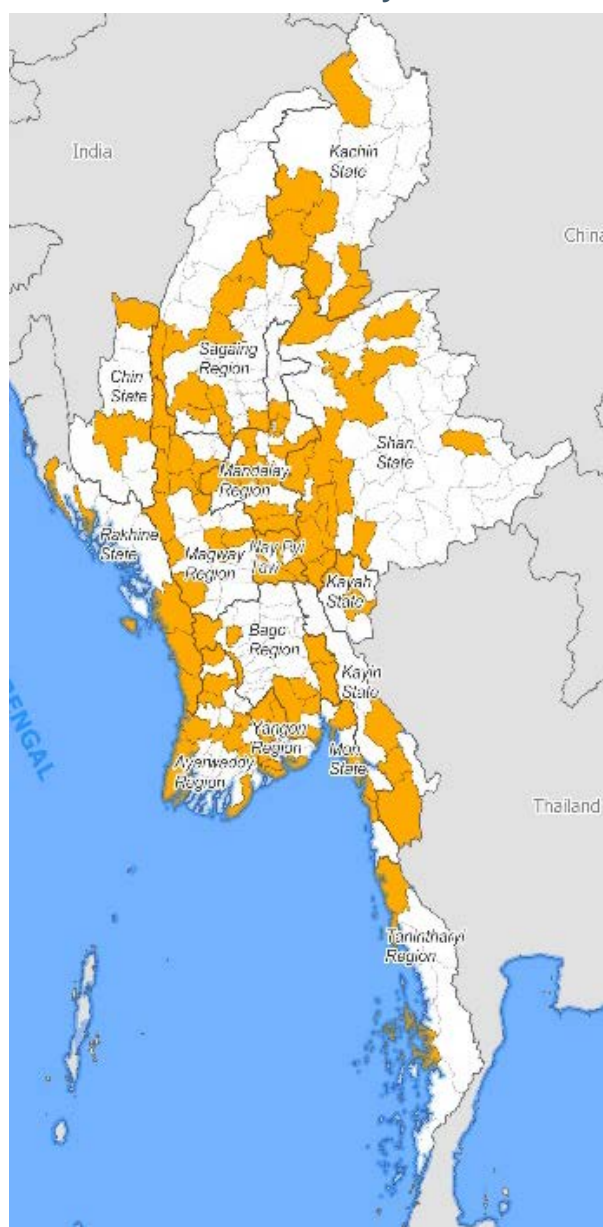 India
Kachin
State
China
Sagaing
Region
Chin
State
Shan
State
Mandalay
Region
Rakhine
State
Magway
Region
Nay Pyi
Taw
Kayah
State
Bago
Region
Kayin
State
Yangon
Region
Mon
State
Ayarwaddy
Region
ENGAL
Thailand
Tanintharyi
Region